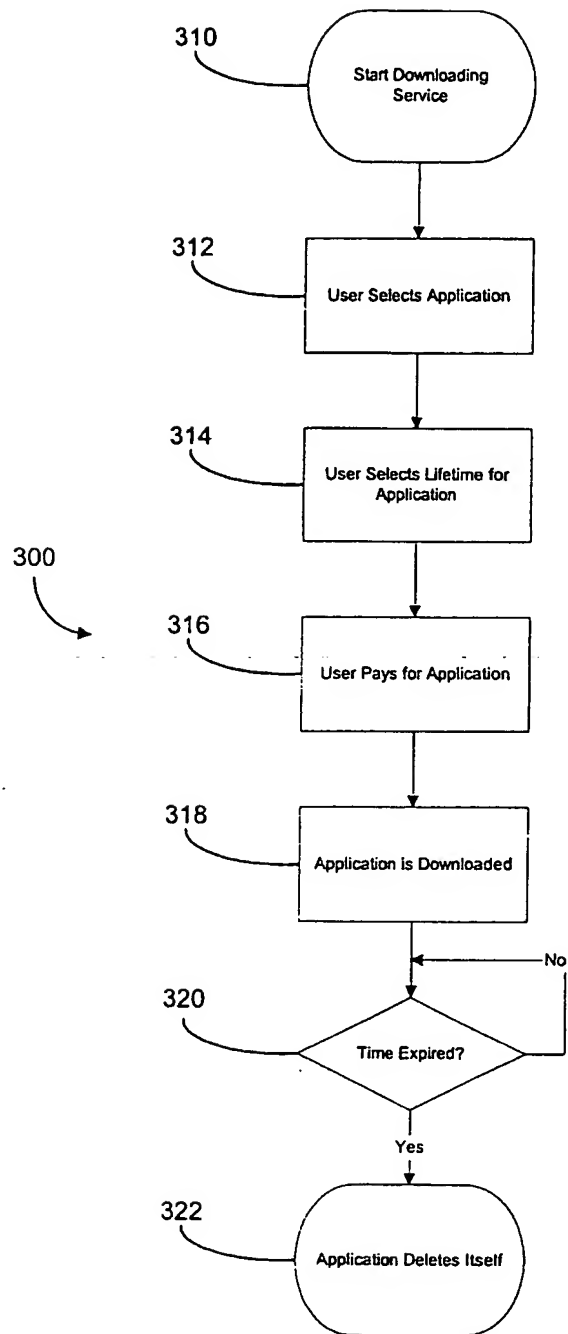 310
Start Downloading
Service
312
User Selects Application
314
User Selects Lifetime for
Application
300
316
User Pays for Application
318
Application is Downloaded
No
320
Time Expired?
Yes
322
Application Deletes Itself